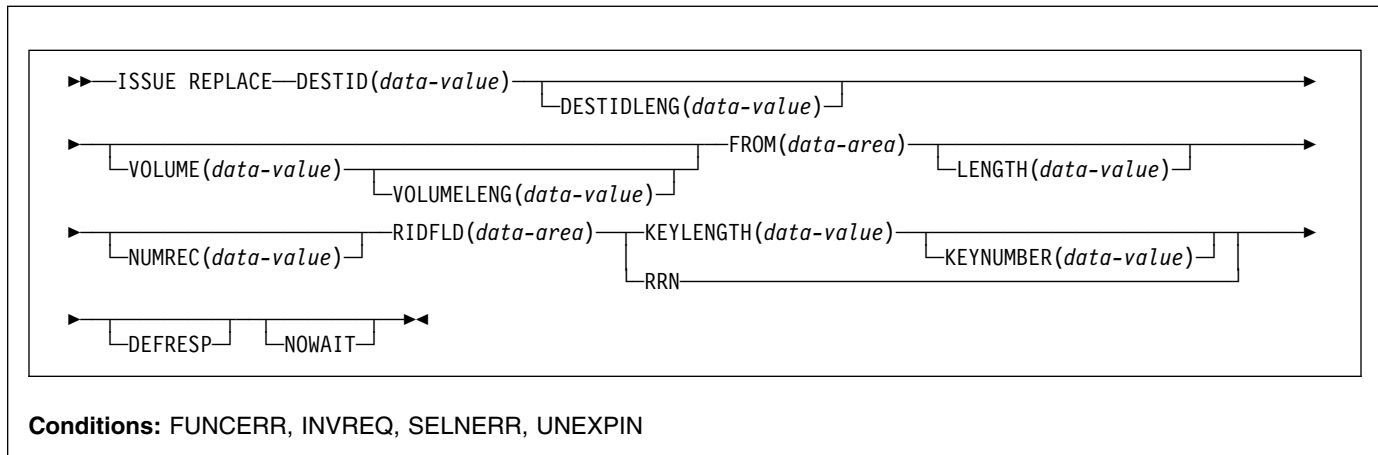 ISSUE REPLACE DESTID(data-value)
DESTIDLENG(data-value)
FROM(data-area)
VOLUME(data-value) LENGTH(data-value)
VOLUMELENG(data-value)
RIDFLD(data-area) KEYLENGTH(data-value)
NUMREC(data-value) KEYNUMBER(data-value)
RRN
DEFRESP NOWAIT
Conditions: FUNCERR, INVREQ, SELNERR, UNEXPIN